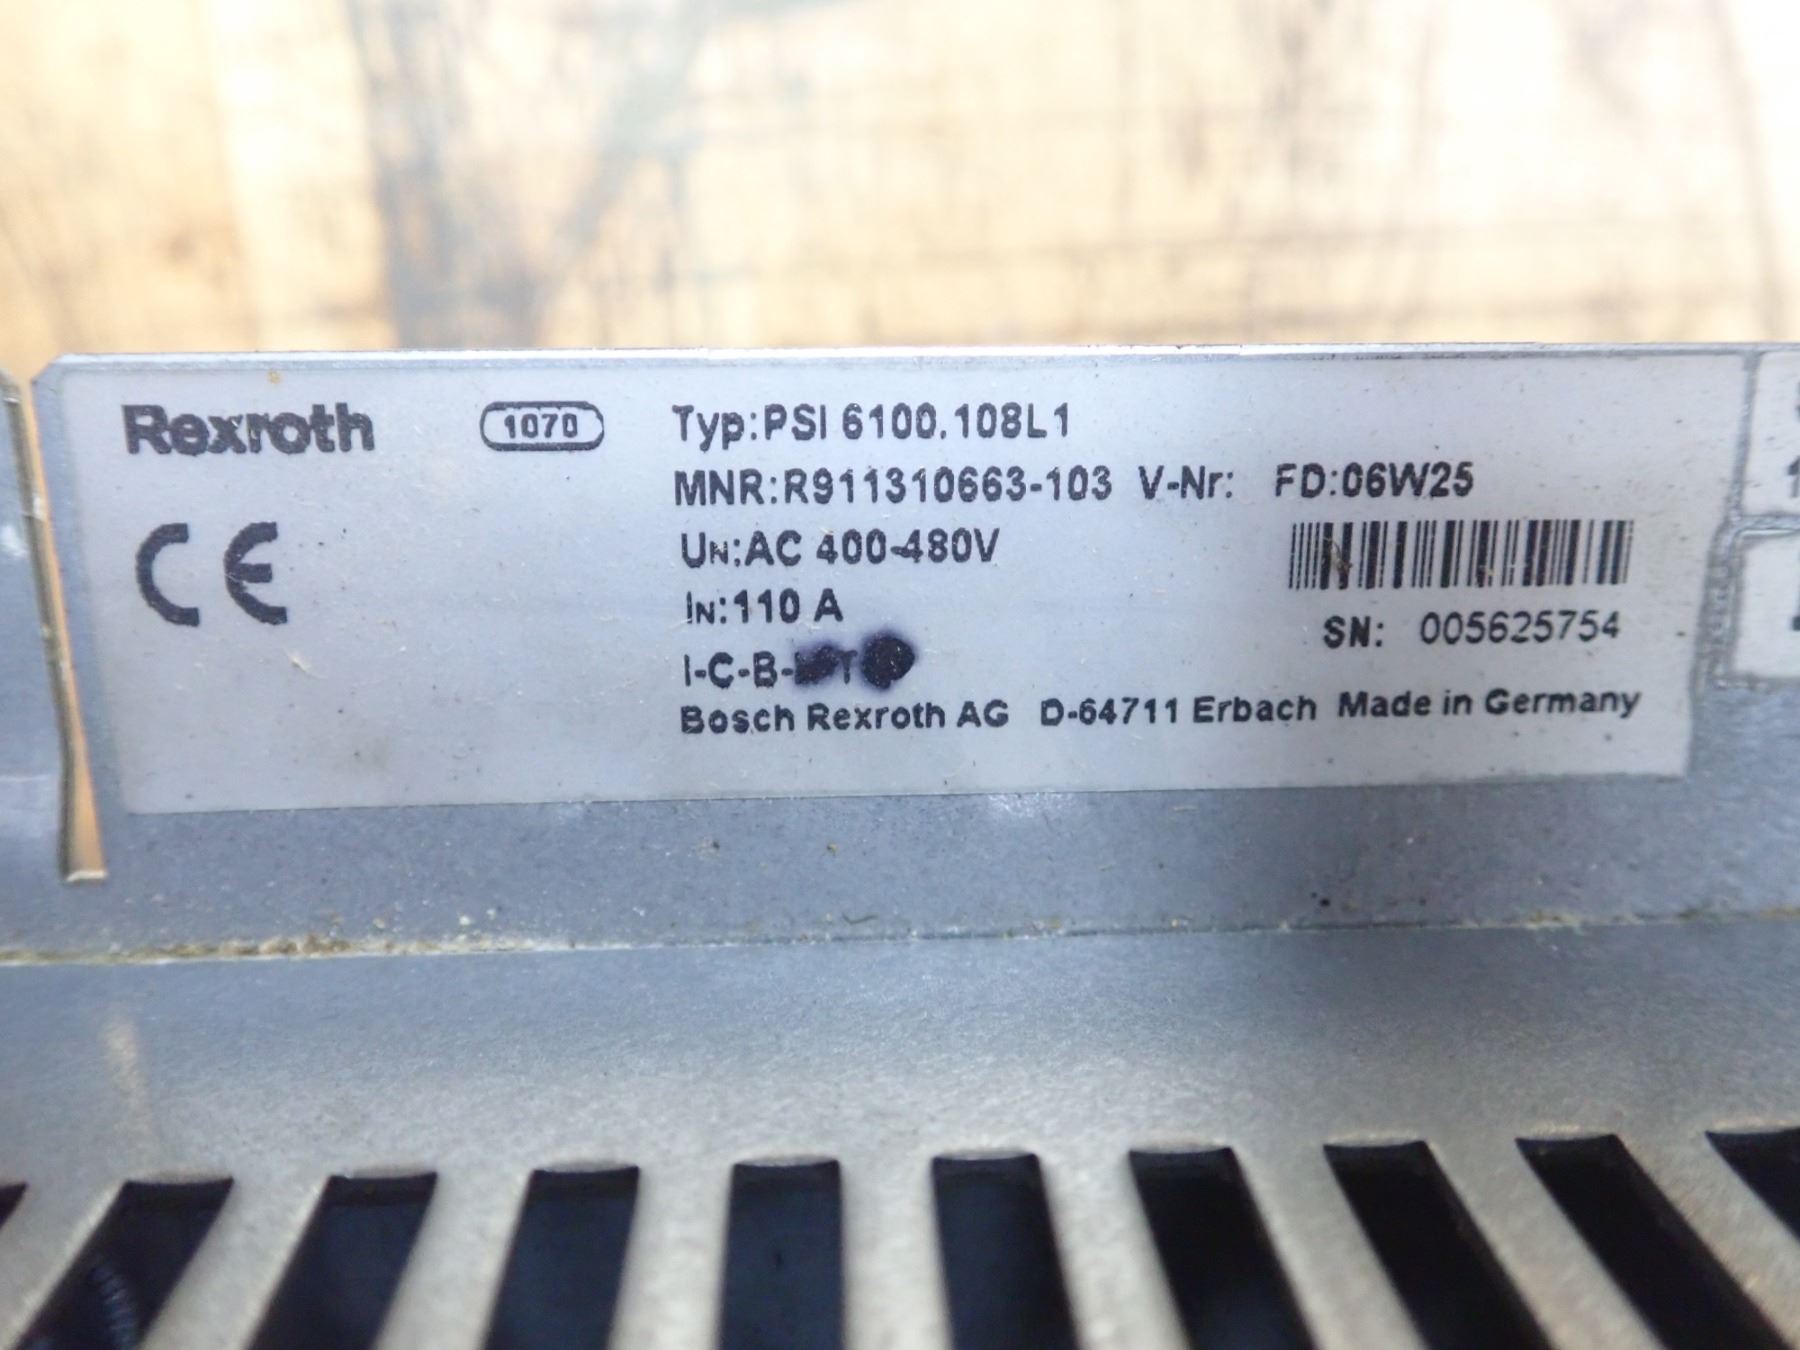 Rexroth 1070 Typ:PSI 6100.108L1
MNR:R911310663-103 V-Nr: FD:06W25
CE
UN:AC 400-480V
IN:110 A
SN: 005625754
I-C-B-
Bosch Rexroth AG D-64711 Erbach Made in Germany